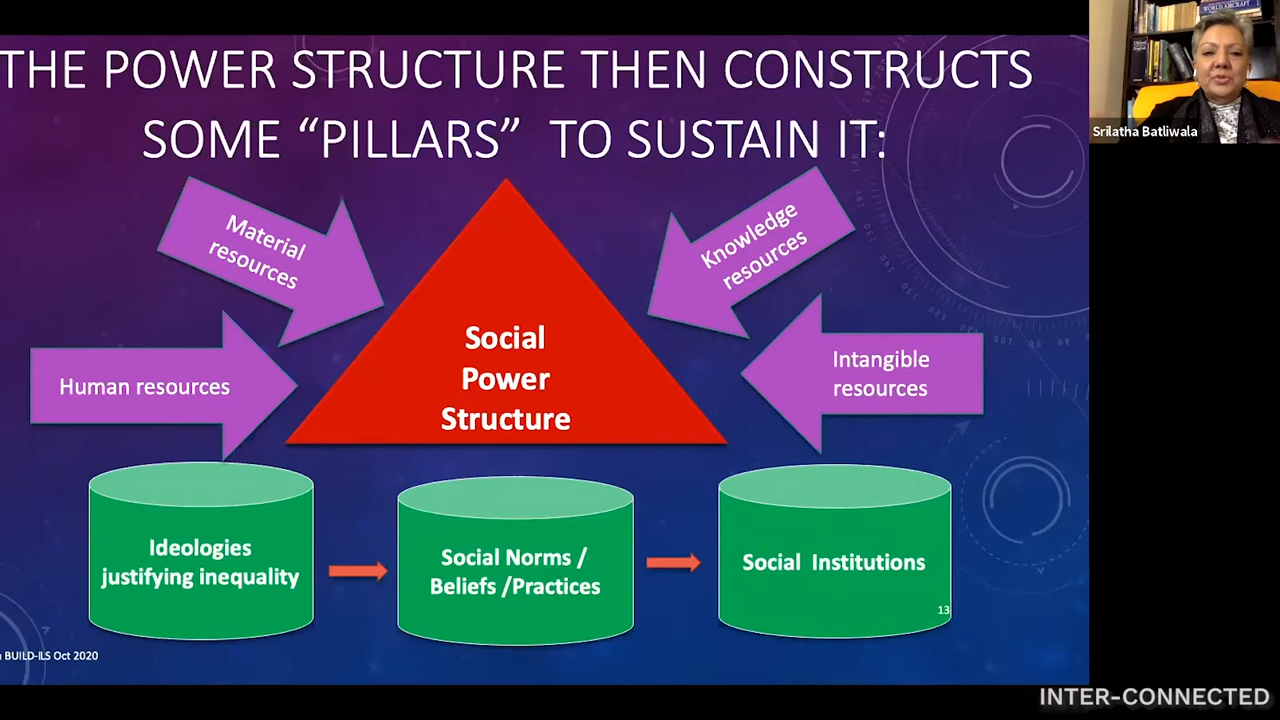 THE POWER STRUCTURE THEN CONSTRUCTS
SOME “PILLARS” TO SUSTAIN IT:
Material
resources
Knowledge
resources
Human resources
Intangible
resources
Social
Power
Structure
Ideologies
justifying inequality
Social Norms /
Beliefs /Practices
Social Institutions
13
BUILD-ILS Oct 2020
Srilatha Batliwala
WORLD AIRCRAFT
INTER-CONNECTED